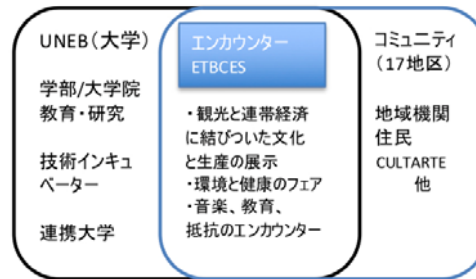 UNEB(大学)
学部/大学院
教育・研究
技術インキュ
ベーター
連携大学
エンカウンター
ETBCES
・観光と連帯経済
に結びついた文化
と生産の展示
・環境と健康のフェア
・音楽、教育、
抵抗のエンカウンター
コミュニティ
(17地区)
地域機関
住民
CULTARTE
他